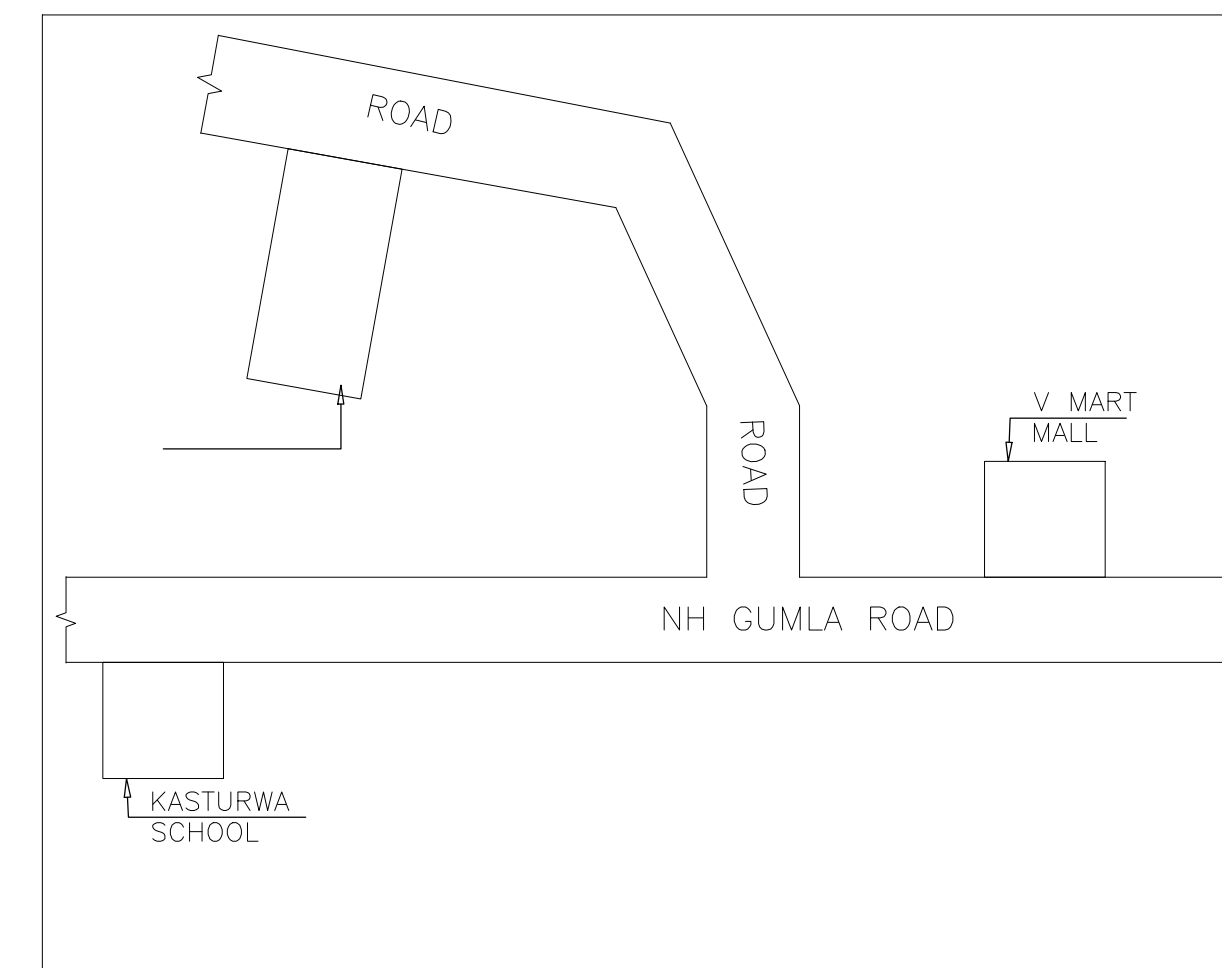 ROAD
V MART
MALL
ROAD
NH GUMLA ROAD
KASTURWA
SCHOOL